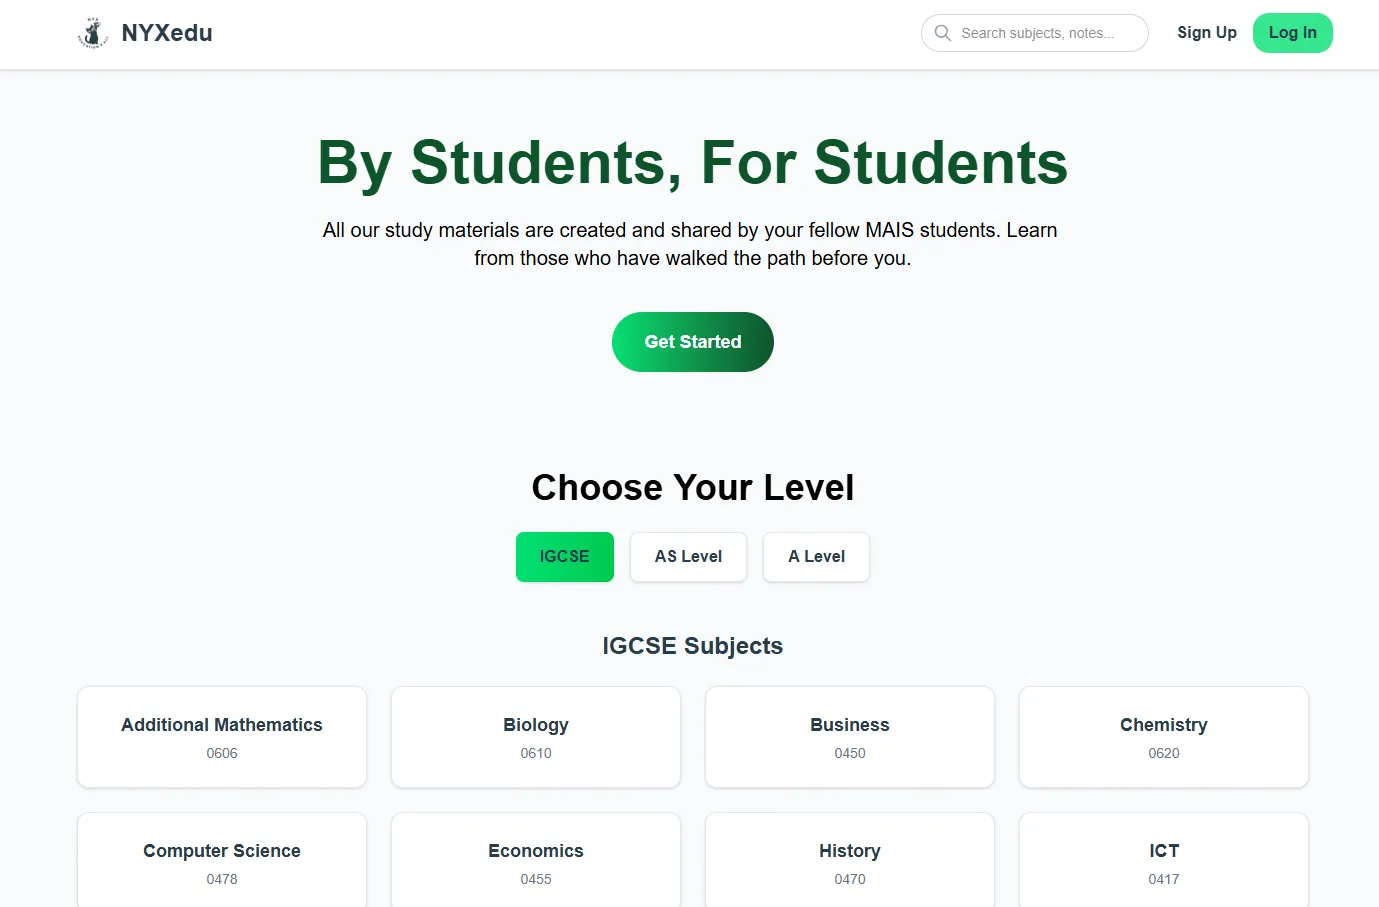 NYXedu
Search subjects, notes...
Sign Up
Log In
By Students, For Students
All our study materials are created and shared by your fellow MAIS students. Learn
from those who have walked the path before you.
Get Started
Choose Your Level
IGCSE
AS Level
A Level
IGCSE Subjects
Additional Mathematics
0606
Biology
0610
Business
0450
Chemistry
0620
Computer Science
0478
Economics
0455
History
0470
ICT
0417